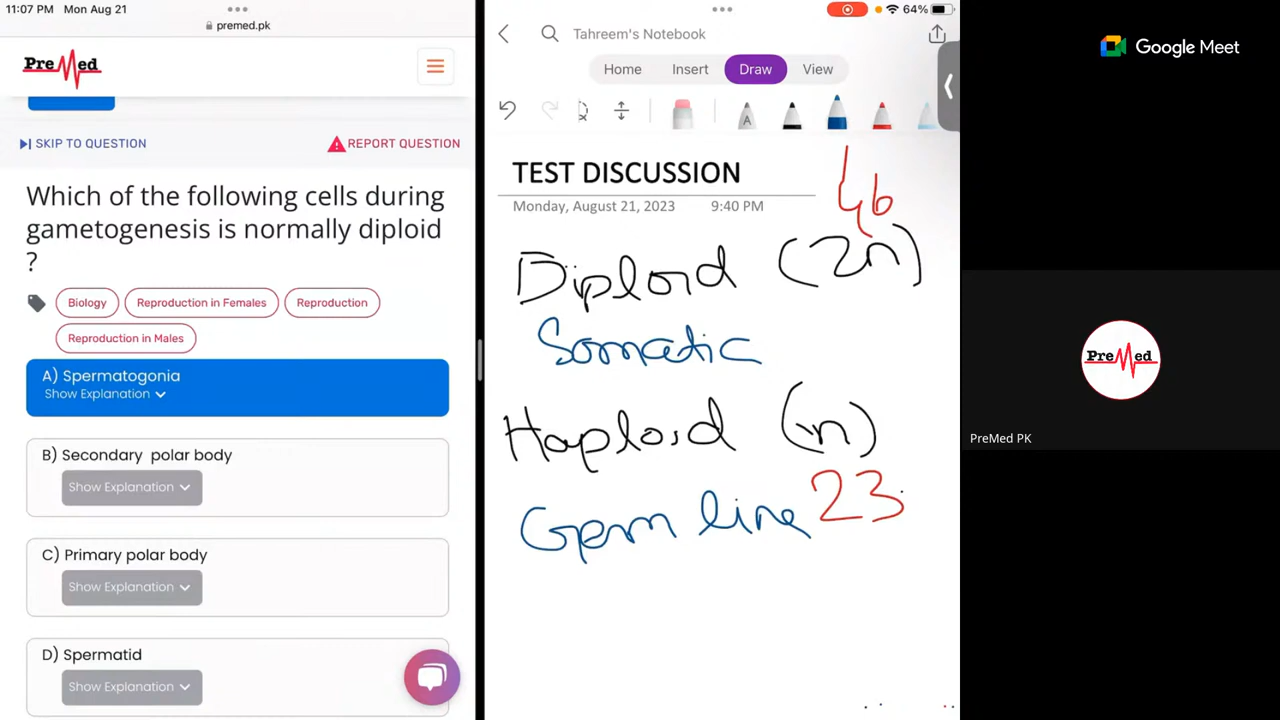 11:07 PM Mon Aug 21
premed.pk
PreMed
SKIP TO QUESTION
REPORT QUESTION
Which of the following cells during
gametogenesis is normally diploid
?
Biology
Reproduction in Females
Reproduction
Reproduction in Males
A) Spermatogonia
Show Explanation
B) Secondary polar body
Show Explanation
C) Primary polar body
Show Explanation
D) Spermatid
Show Explanation
64%
Tahreem's Notebook
Home Insert Draw View
A
TEST DISCUSSION
Monday, August 21, 2023 9:40 PM
46
Diploid (2n)
Somatic
Haploid (n)
Germ line 23
Google Meet
PreMed
PreMed PK